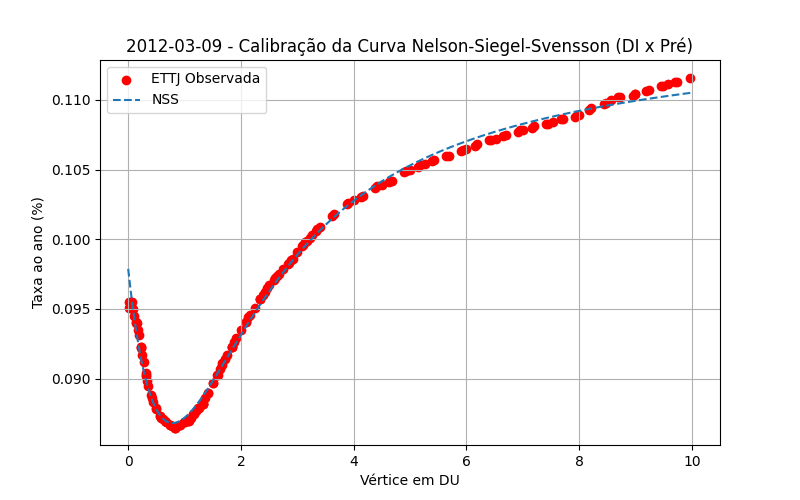 2012-03-09 - Calibração da Curva Nelson-Siegel-Svensson (DI x Pré)
ETTJ Observada
NSS
Taxa ao ano (%)
0.110
0.105
0.100
0.095
0.090
0 2 4 6 8 10
Vértice em DU